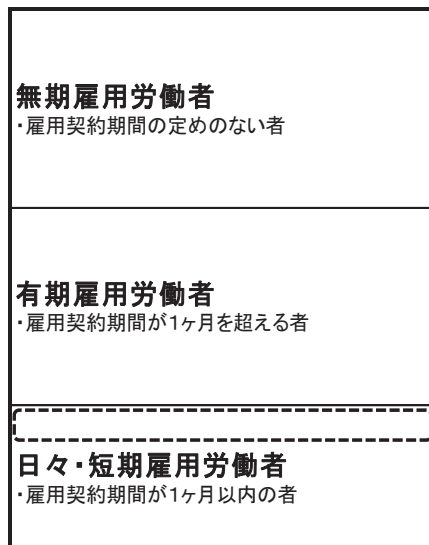 無期雇用労働者
・雇用契約期間の定めのない者
有期雇用労働者
・雇用契約期間が1ヶ月を超える者
日々・短期雇用労働者
・雇用契約期間が1ヶ月以内の者